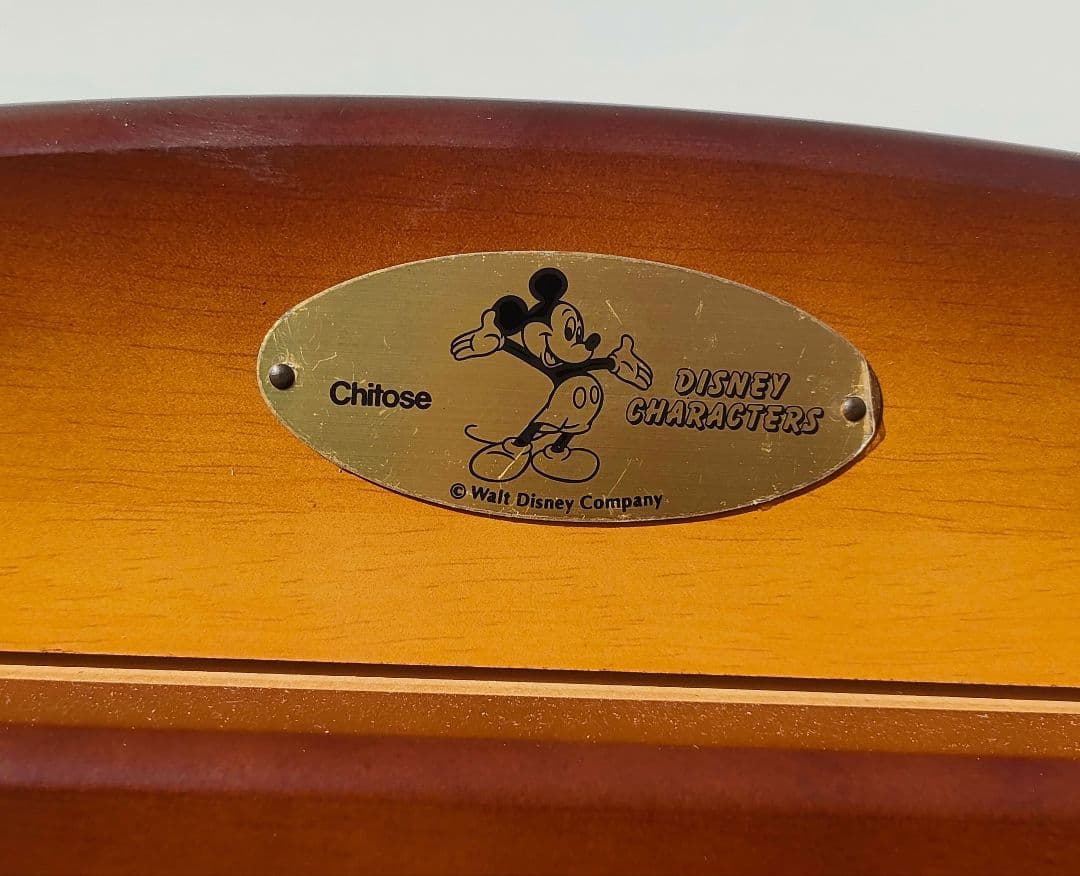 Chitose
DISNEY
CHARACTERS
© Walt Disney Company